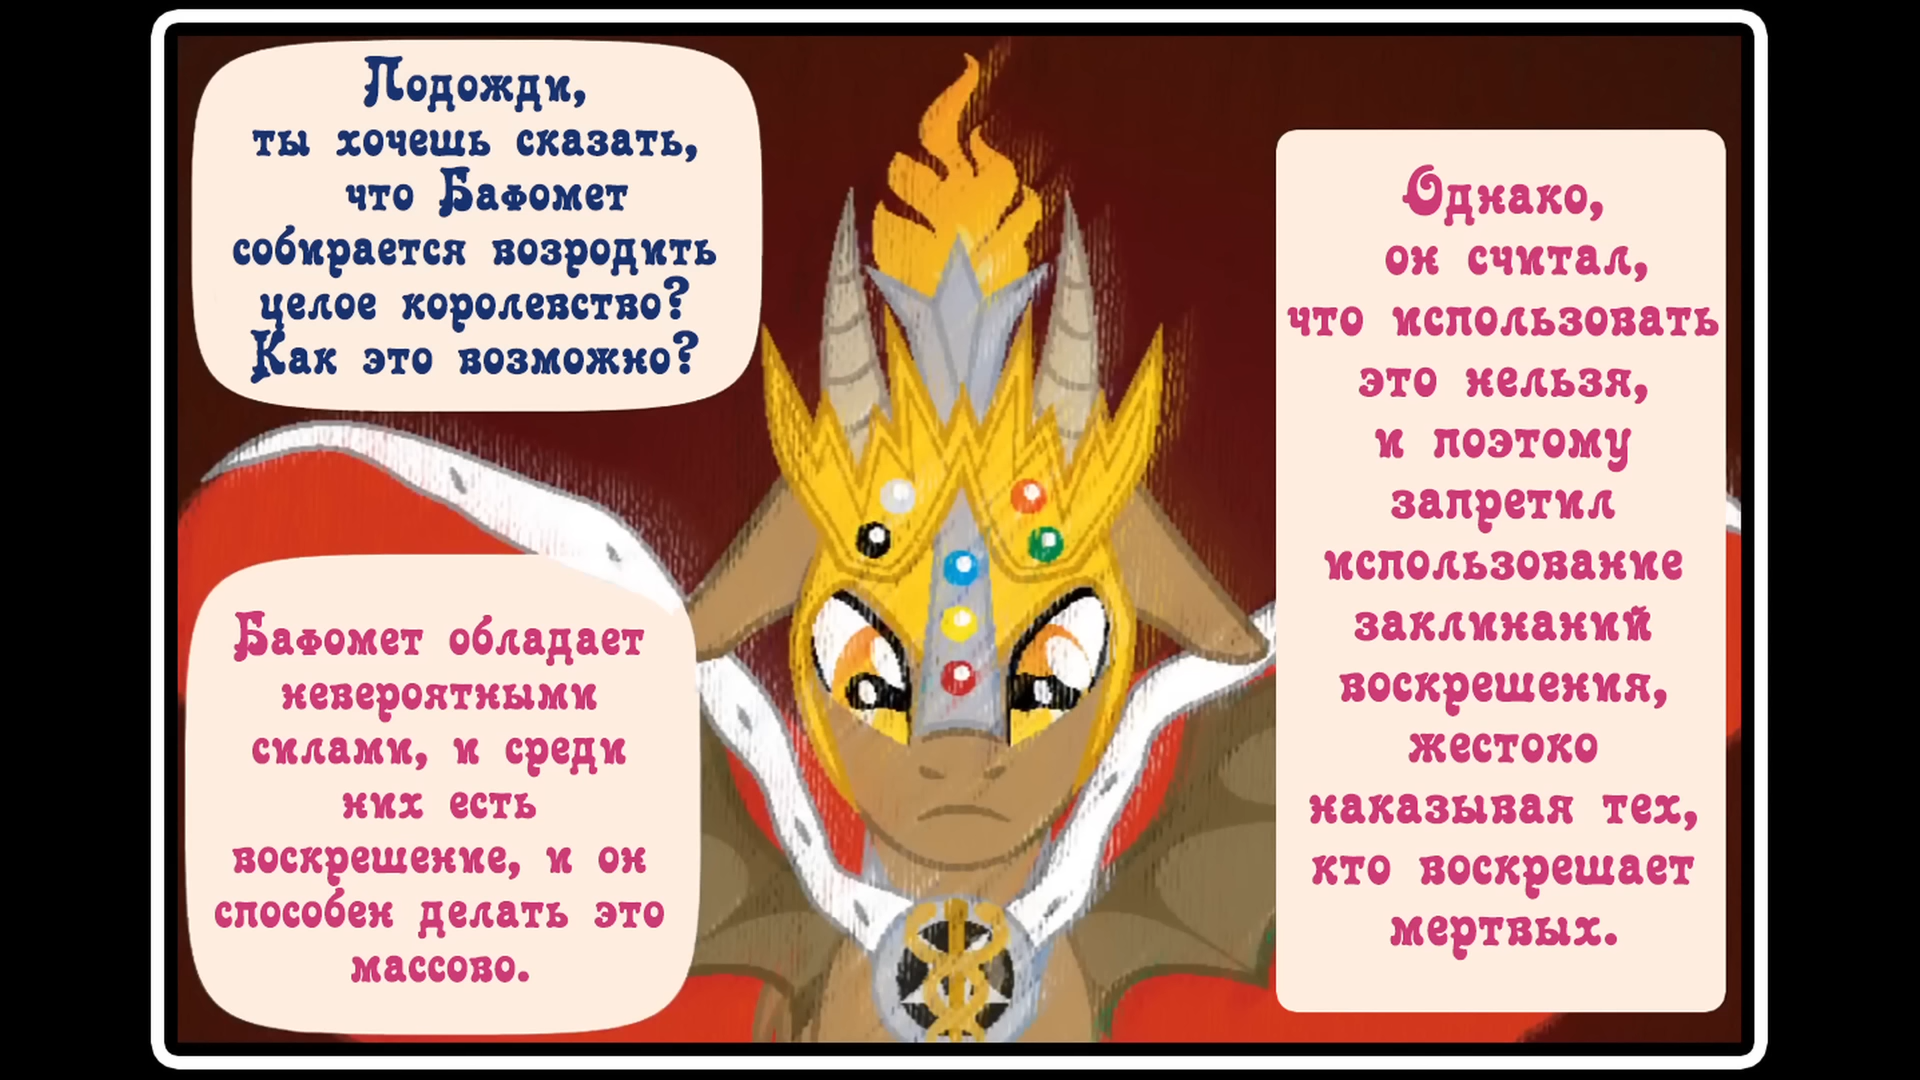 Подожди,
ты хочешь сказать,
что Бафомет
собирается возродить
целое королевство?
Как это возможно?
Бафомет обладает
невероятными
силами, и среди
них есть
воскрешение, и он
способен делать это
массово.
Однако,
он считал,
что использовать
это нельзя,
и поэтому
запретил
использование
заклинаний
воскрешения,
жестоко
наказывая тех,
кто воскрешает
мертвых.